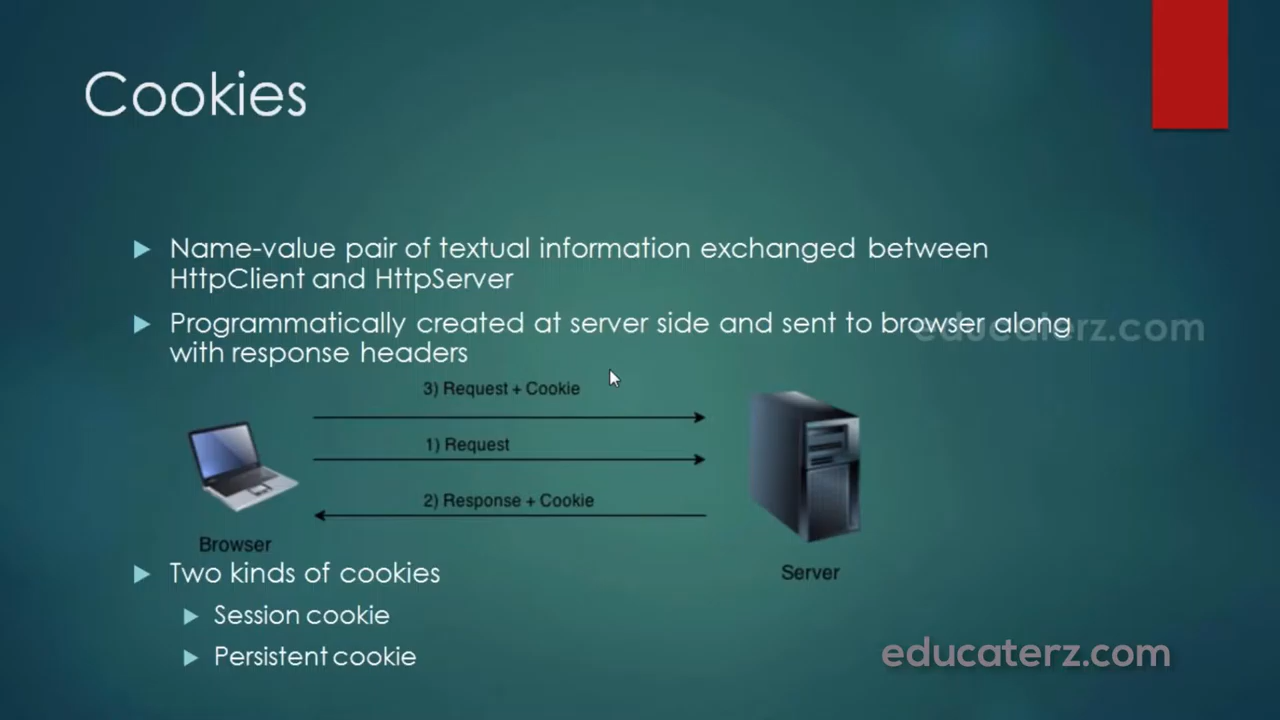 Cookies
Name-value pair of textual information exchanged between
HttpClient and HttpServer
Programmatically created at server side and sent to browser along
with response headers
educaterz.com
3) Request + Cookie
1) Request
2) Response + Cookie
Browser
Server
Two kinds of cookies
Session cookie
Persistent cookie
educaterz.com